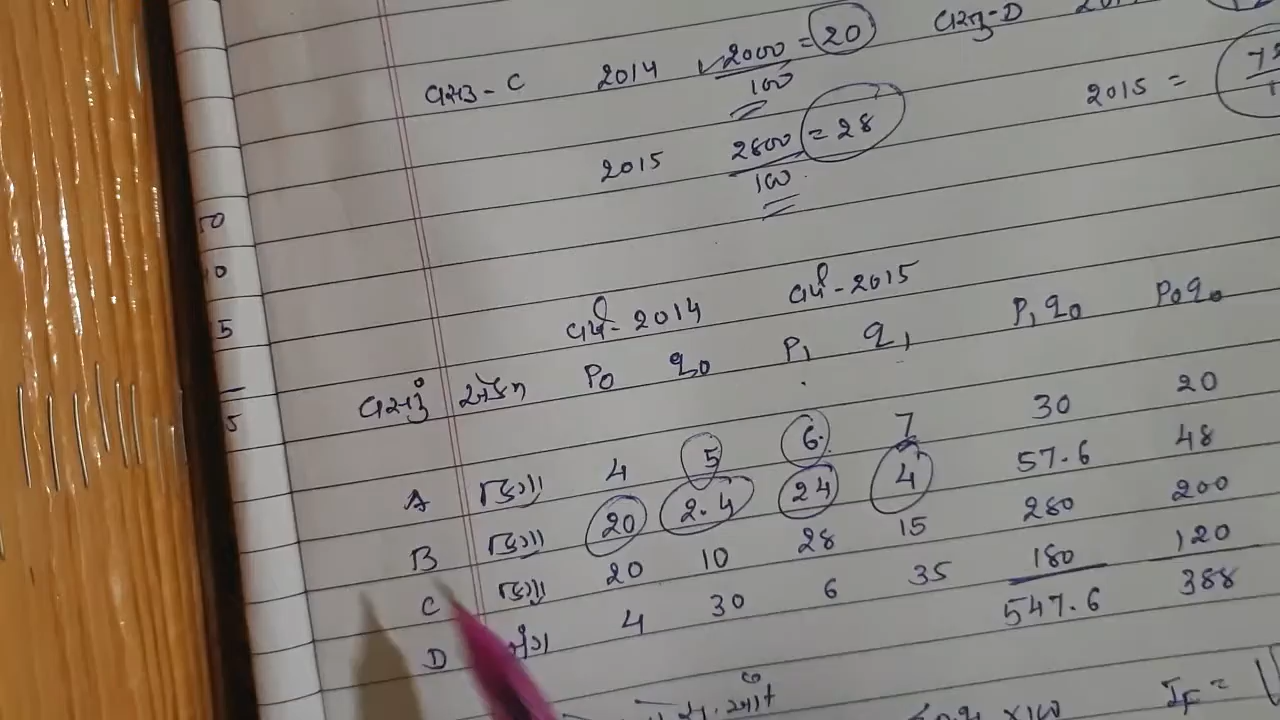 વસ્તુ-C 2014 2000/100 = 20 વસ્તુ-D
2015 2800/100 = 28 2015 =
વર્ષ-2014 વર્ષ-2015
વસ્તુ એકમ P0 q0 P1 q1 P1q0 P0q0
A કિગ્રા 4 5 6 7 30 20
B કિગ્રા 20 2.4 24 4 57.6 48
C કિગ્રા 20 10 28 15 280 200
D નંગ 4 30 6 35 180 120
547.6 388
×100 IF =